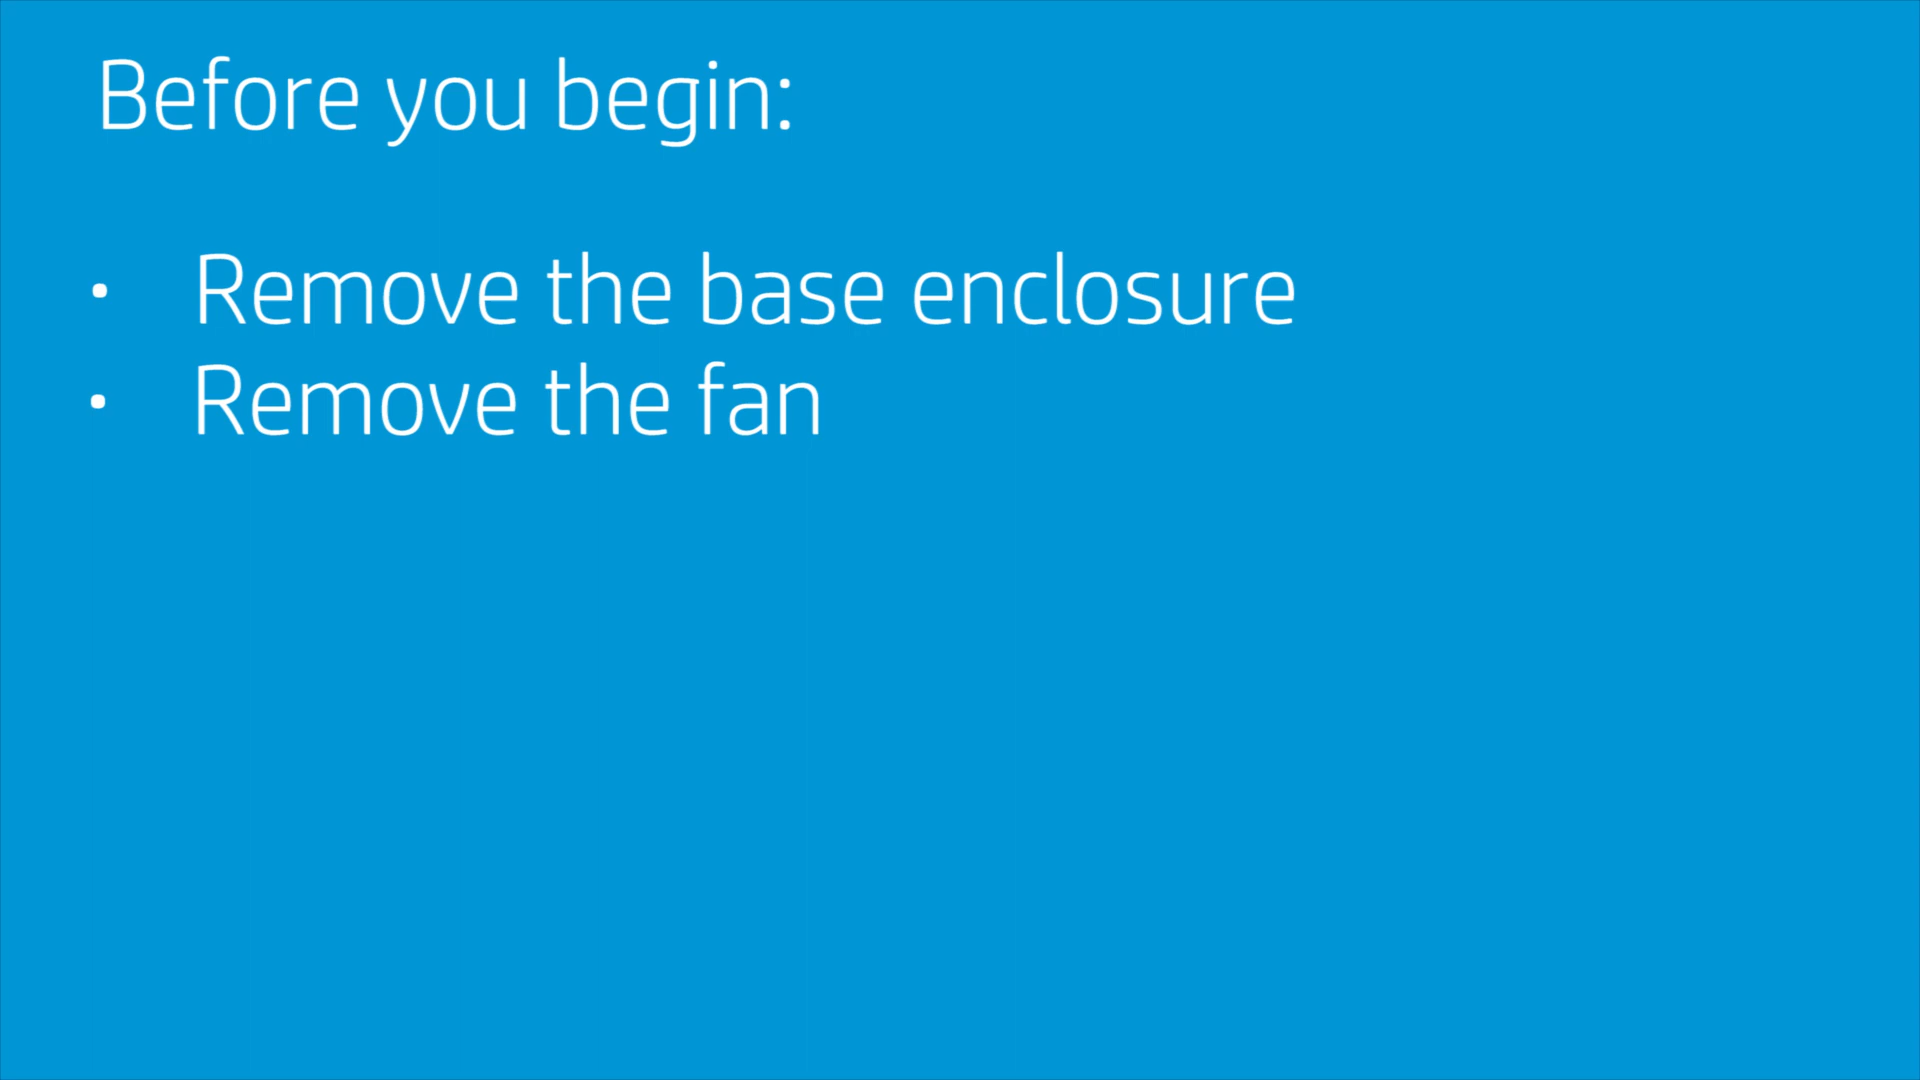 Before you begin:
• Remove the base enclosure
• Remove the fan